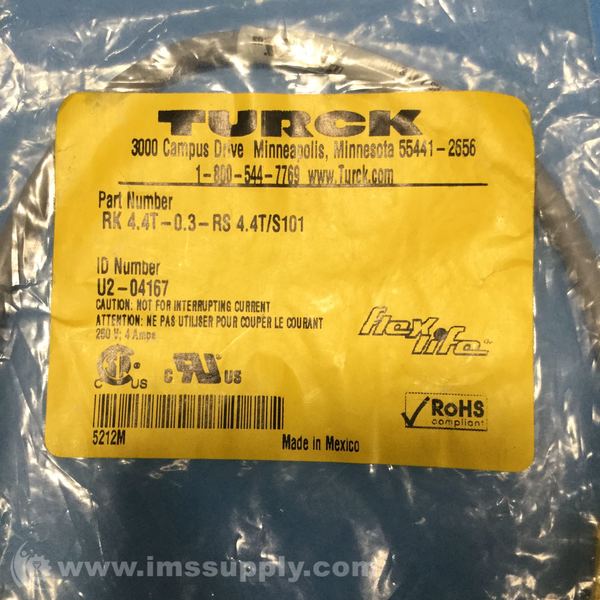 TURCK
3000 Campus Drive Minneapolis, Minnesota 55441-2656
1-800-544-7769 www.Turck.com
Part Number
RK 4.4T-0.3-RS 4.4T/S101
ID Number
U2-04167
CAUTION: NOT FOR INTERRUPTING CURRENT
ATTENTION: NE PAS UTILISER POUR COUPER LE COURANT
250 V; 4 Amps
flexlife
C US
C UL US
RoHS
compliant
5212M
Made in Mexico
www.imssupply.com